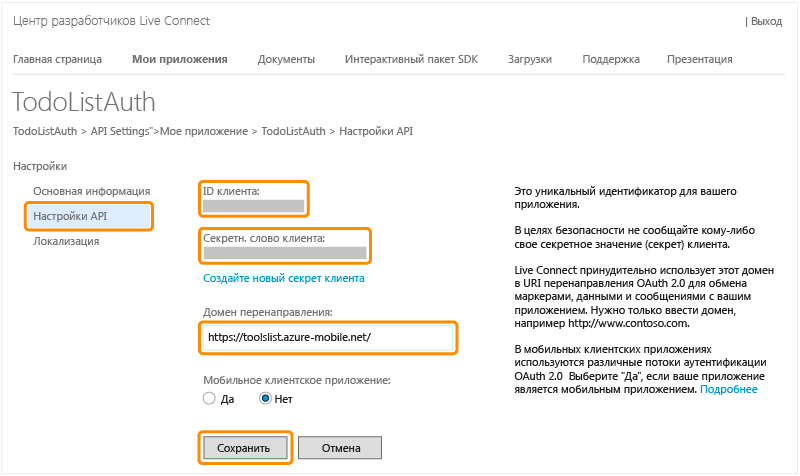 Центр разработчиков Live Connect
| Выход
Главная страница Мои приложения Документы Интерактивный пакет SDK Загрузки Поддержка Презентация
TodoListAuth
TodoListAuth > API Settings">Мое приложение > TodoListAuth > Настройки API
Настройки
Основная информация
Настройки API
Локализация
ID клиента:
Секретн. слово клиента:
Создайте новый секрет клиента
Домен перенаправления:
https://toolslist.azure-mobile.net/
Мобильное клиентское приложение:
Да Нет
Сохранить Отмена
Это уникальный идентификатор для вашего
приложения.
В целях безопасности не сообщайте кому-либо
свое секретное значение (секрет) клиента.
Live Connect принудительно использует этот домен
в URI перенаправления OAuth 2.0 для обмена
маркерами, данными и сообщениями с вашим
приложением. Нужно только ввести домен,
например http://www.contoso.com.
В мобильных клиентских приложениях
используются различные потоки аутентификации
OAuth 2.0 Выберите "Да", если ваше приложение
является мобильным приложением. Подробнее